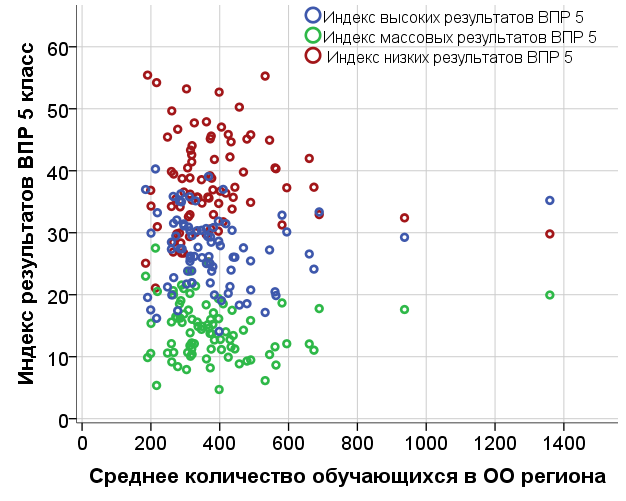 Индекс высоких результатов ВПР 5
Индекс массовых результатов ВПР 5
Индекс низких результатов ВПР 5
Индекс результатов ВПР 5 класс
60
50
40
30
20
10
0
0 200 400 600 800 1000 1200 1400
Среднее количество обучающихся в ОО региона